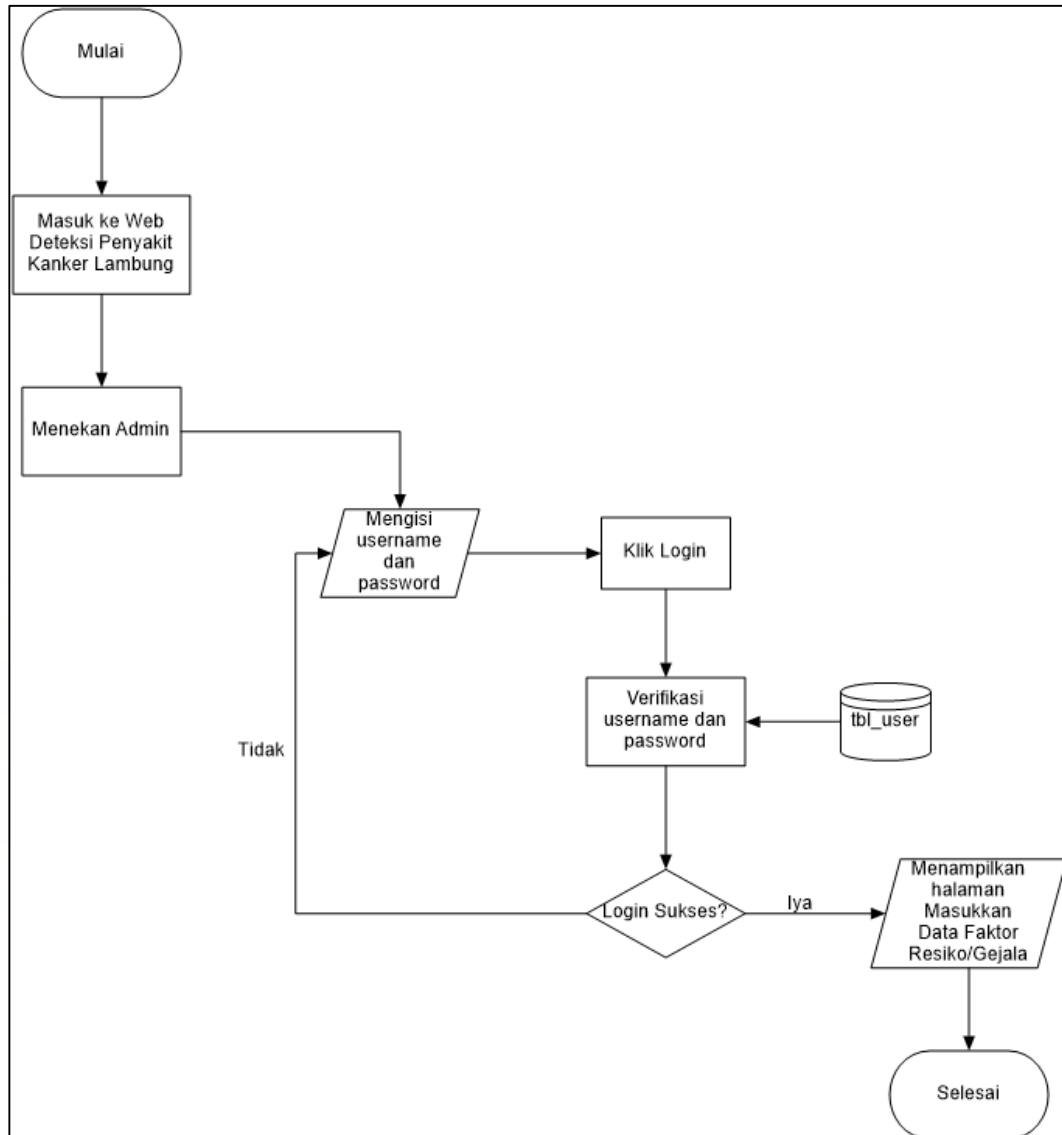 Mulai
Masuk ke Web
Deteksi Penyakit
Kanker Lambung
Menekan Admin
Mengisi
username
dan
password
Klik Login
Verifikasi
username dan
password
tbl_user
Tidak
Login Sukses?
Iya
Menampilkan
halaman
Masukkan
Data Faktor
Resiko/Gejala
Selesai